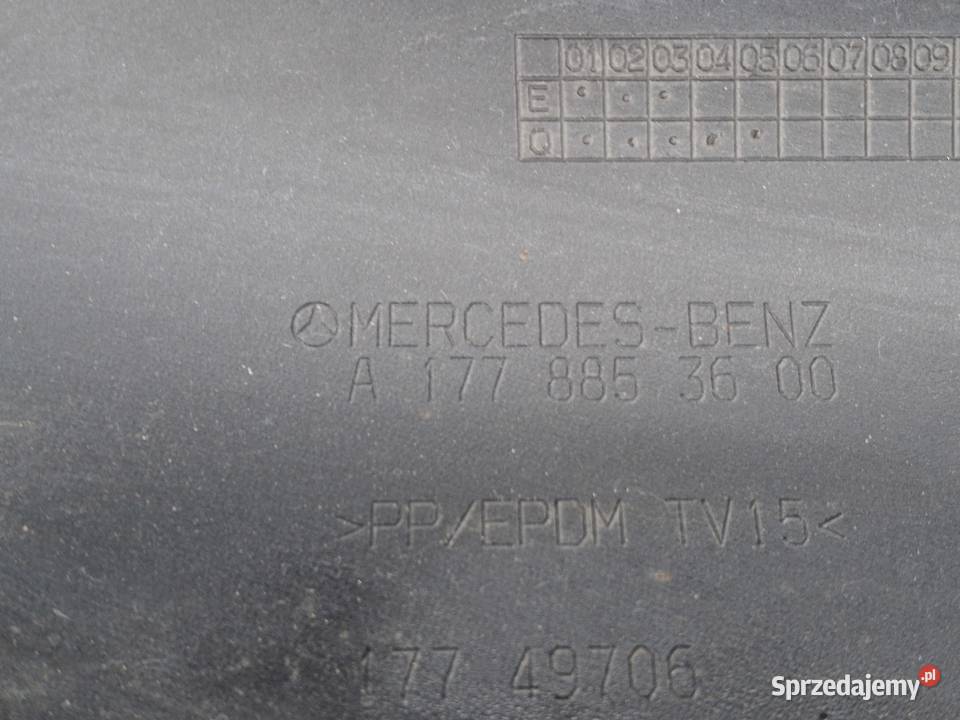 01 02 03 04 05 06 07 08 09
E
Q
MERCEDES-BENZ
A 177 885 36 00
>PP/EPDM TV15<
177 49706
Sprzedajemy.pl